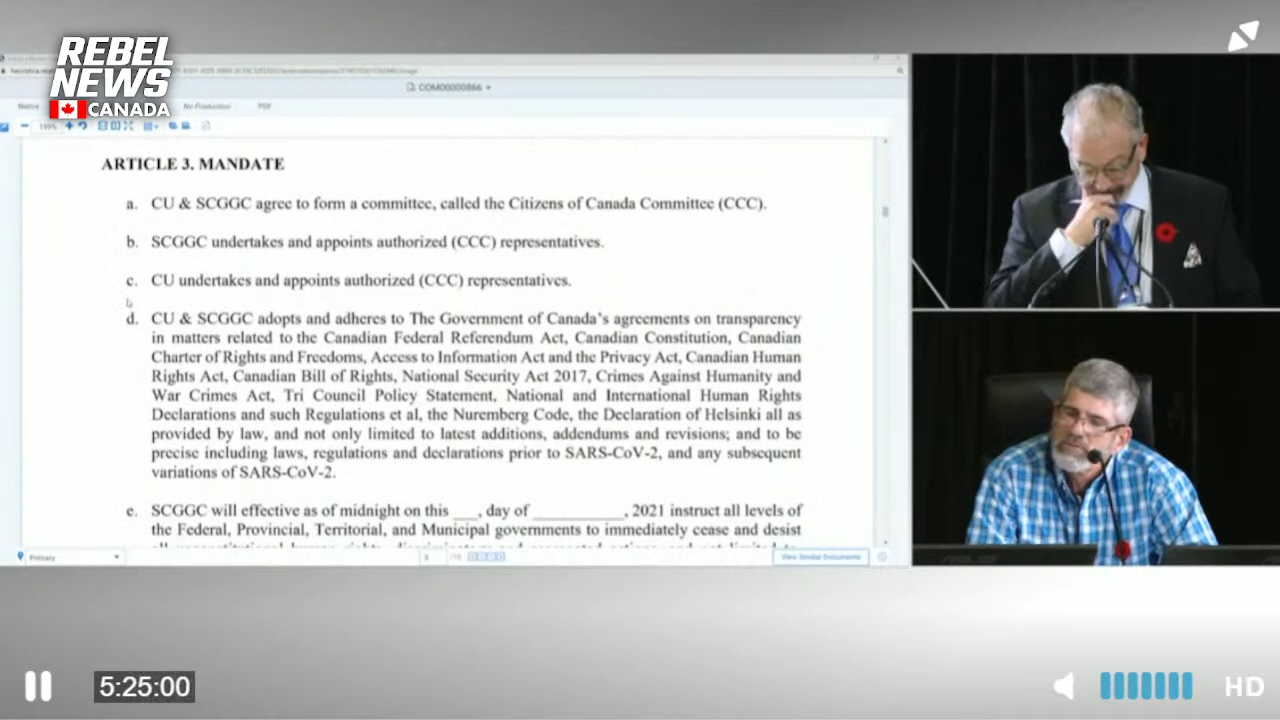 REBEL
NEWS
CANADA
COM00000866
Native
No Production
PDF
ARTICLE 3. MANDATE
a. CU & SCGGC agree to form a committee, called the Citizens of Canada Committee (CCC).
b. SCGGC undertakes and appoints authorized (CCC) representatives.
c. CU undertakes and appoints authorized (CCC) representatives.
d. CU & SCGGC adopts and adheres to The Government of Canada's agreements on transparency
in matters related to the Canadian Federal Referendum Act, Canadian Constitution, Canadian
Charter of Rights and Freedoms, Access to Information Act and the Privacy Act, Canadian Human
Rights Act, Canadian Bill of Rights, National Security Act 2017, Crimes Against Humanity and
War Crimes Act, Tri Council Policy Statement, National and International Human Rights
Declarations and such Regulations et al, the Nuremberg Code, the Declaration of Helsinki all as
provided by law, and not only limited to latest additions, addendums and revisions; and to be
precise including laws, regulations and declarations prior to SARS-CoV-2, and any subsequent
variations of SARS-CoV-2.
e. SCGGC will effective as of midnight on this ___, day of __________, 2021 instruct all levels of
the Federal, Provincial, Territorial, and Municipal governments to immediately cease and desist
Primary
View Similar Documents
5:25:00
HD